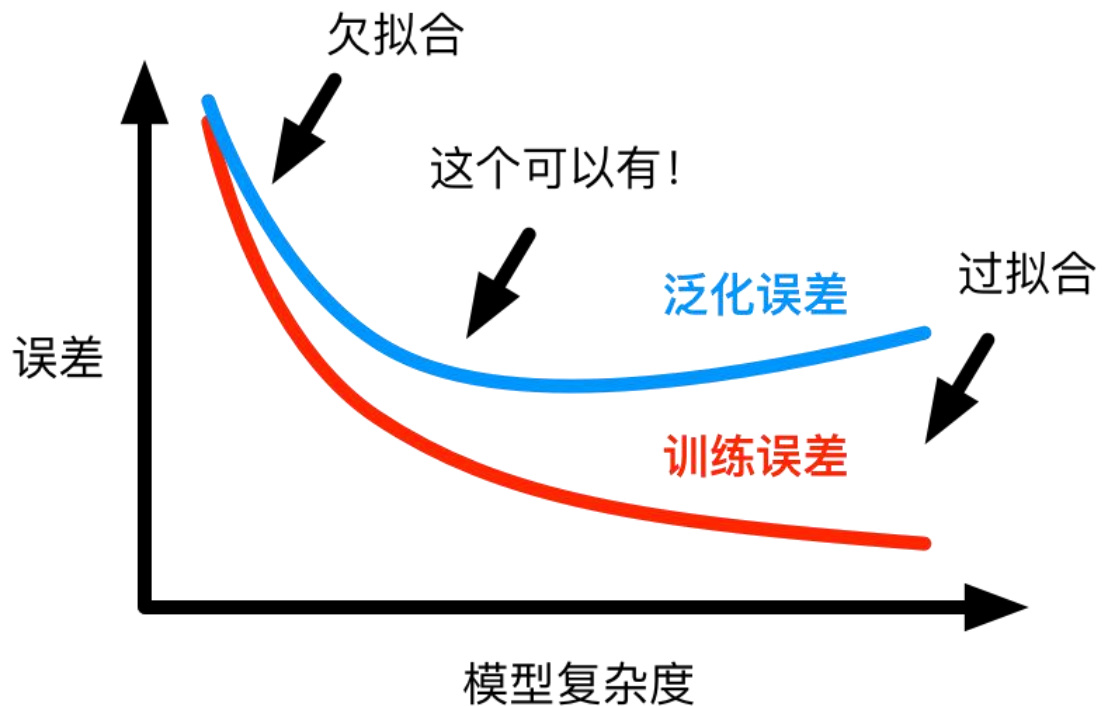 欠拟合
这个可以有！
过拟合
泛化误差
误差
训练误差
模型复杂度